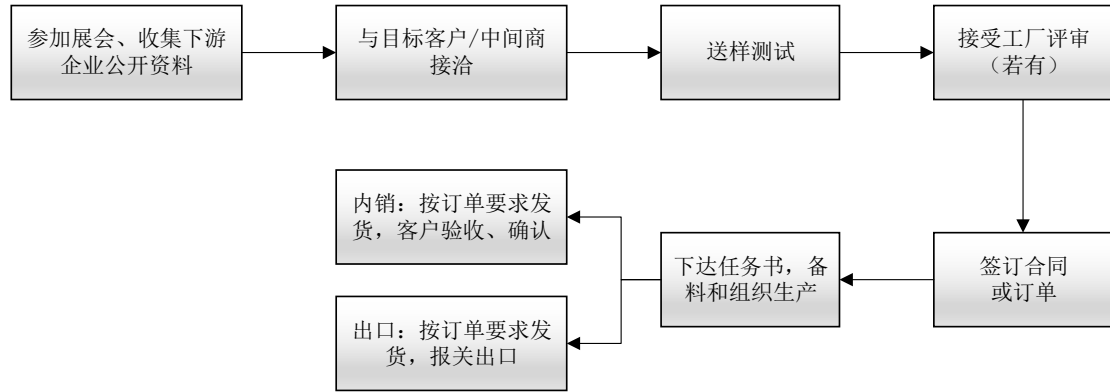 参加展会、收集下游
企业公开资料
与目标客户/中间商
接洽
送样测试
接受工厂评审
（若有）
签订合同
或订单
下达任务书，备
料和组织生产
内销：按订单要求发
货，客户验收、确认
出口：按订单要求发
货，报关出口